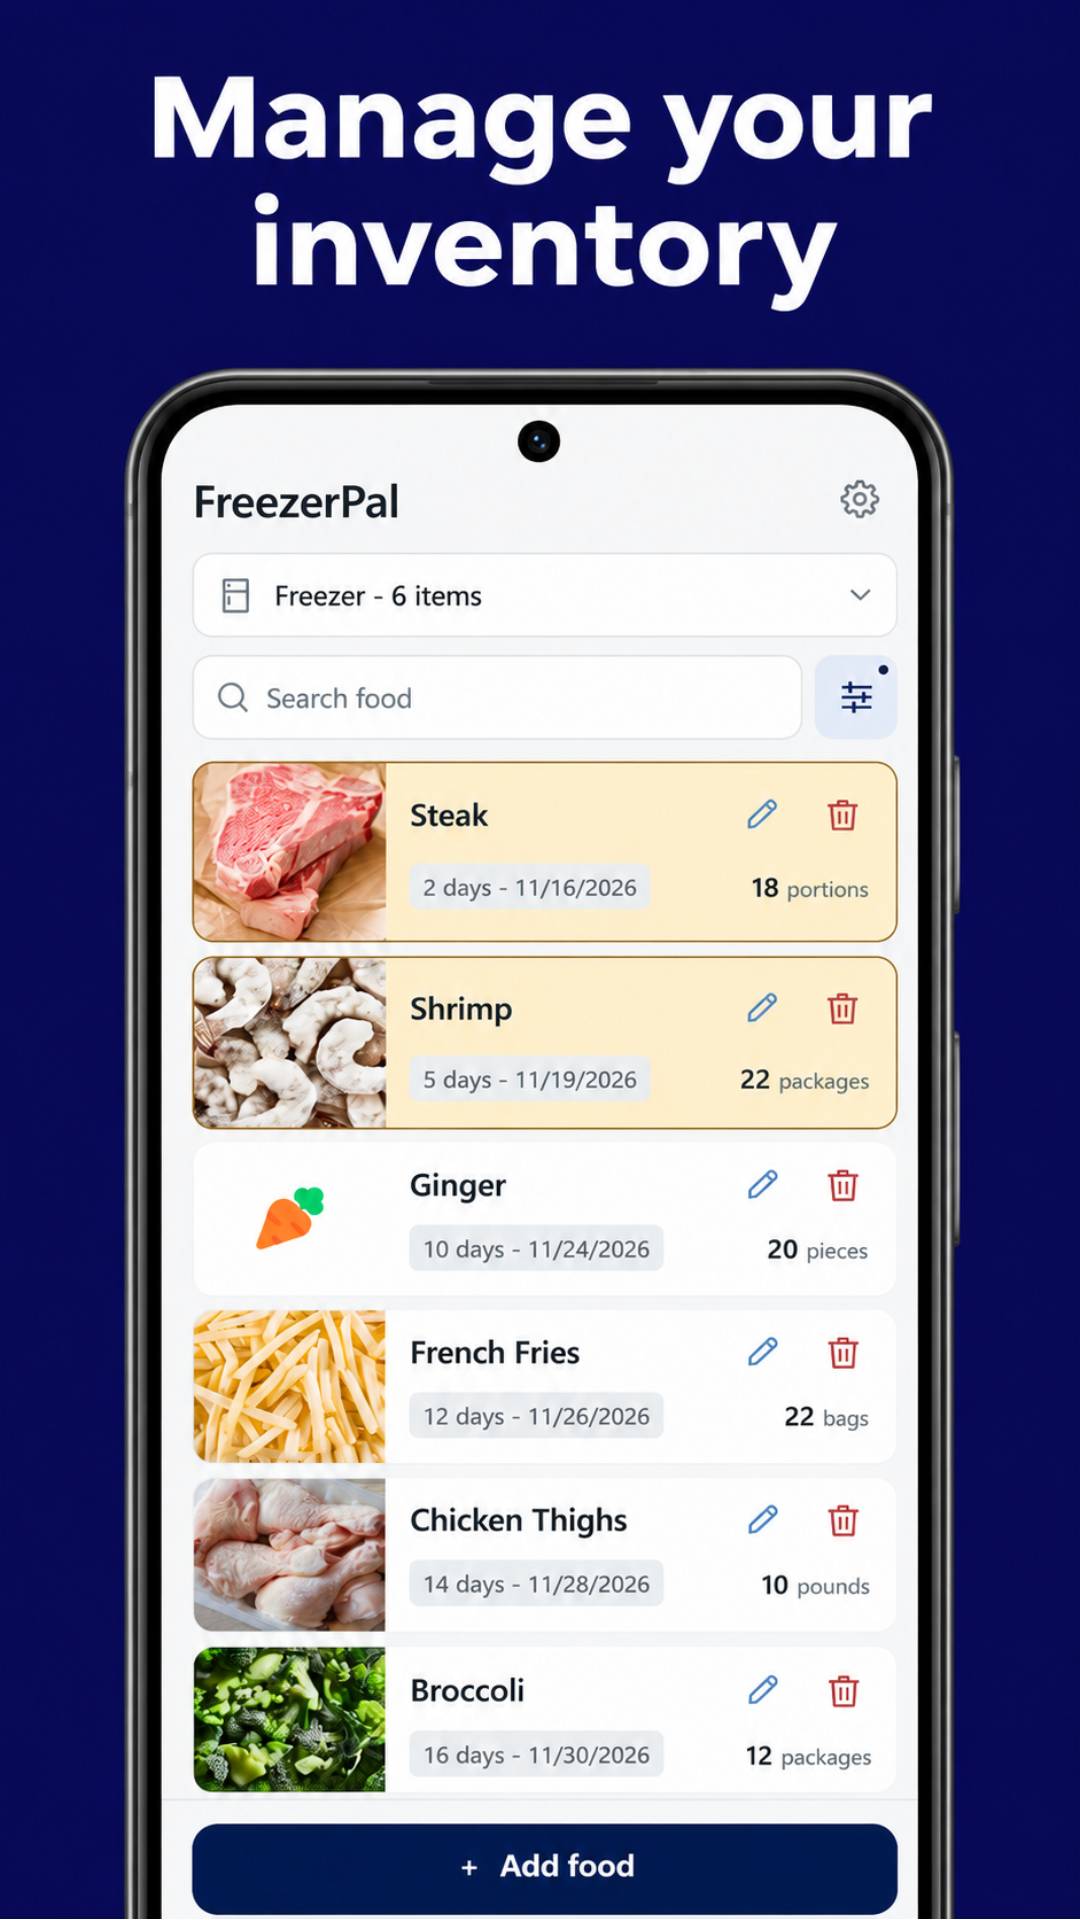 Manage your
inventory
FreezerPal
Freezer - 6 items
Search food
Steak
2 days - 11/16/2026
18 portions
Shrimp
5 days - 11/19/2026
22 packages
Ginger
10 days - 11/24/2026
20 pieces
French Fries
12 days - 11/26/2026
22 bags
Chicken Thighs
14 days - 11/28/2026
10 pounds
Broccoli
16 days - 11/30/2026
12 packages
+ Add food